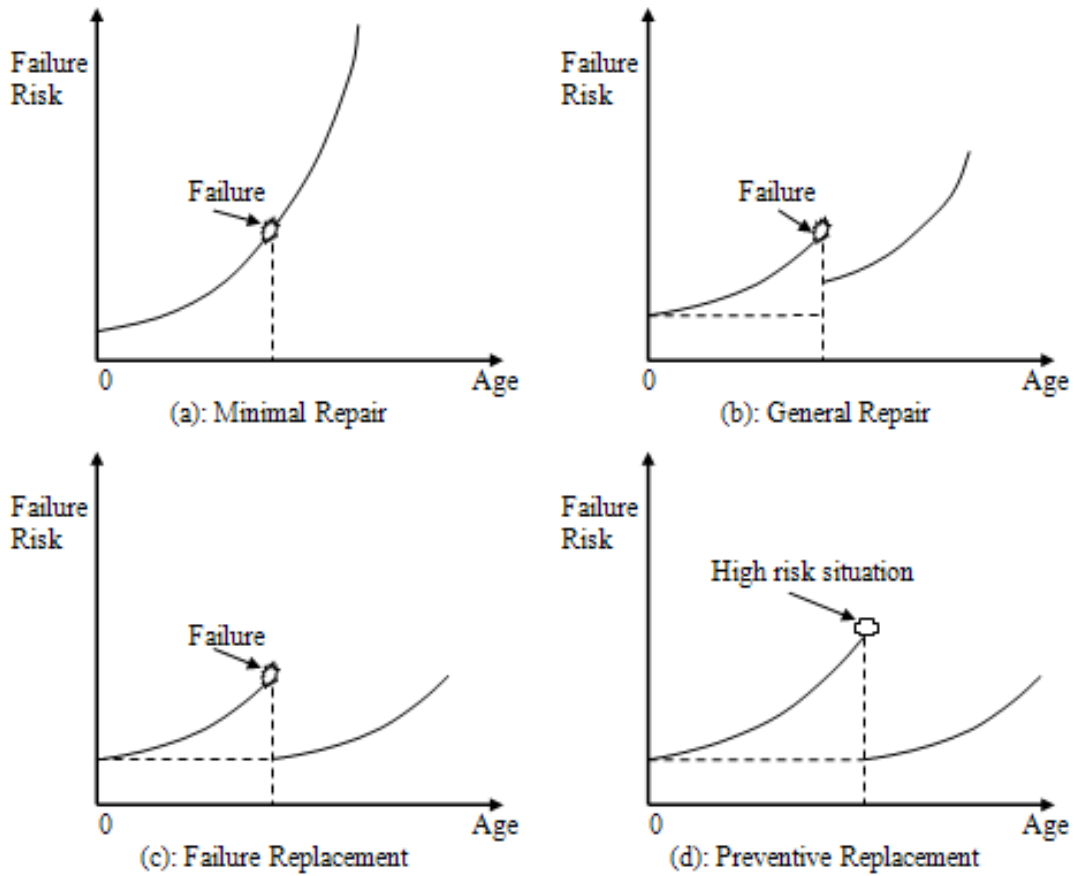 Failure
Risk
Failure
0
Age
(a): Minimal Repair
Failure
Risk
Failure
0
Age
(b): General Repair
Failure
Risk
Failure
0
Age
(c): Failure Replacement
Failure
Risk
High risk situation
0
Age
(d): Preventive Replacement